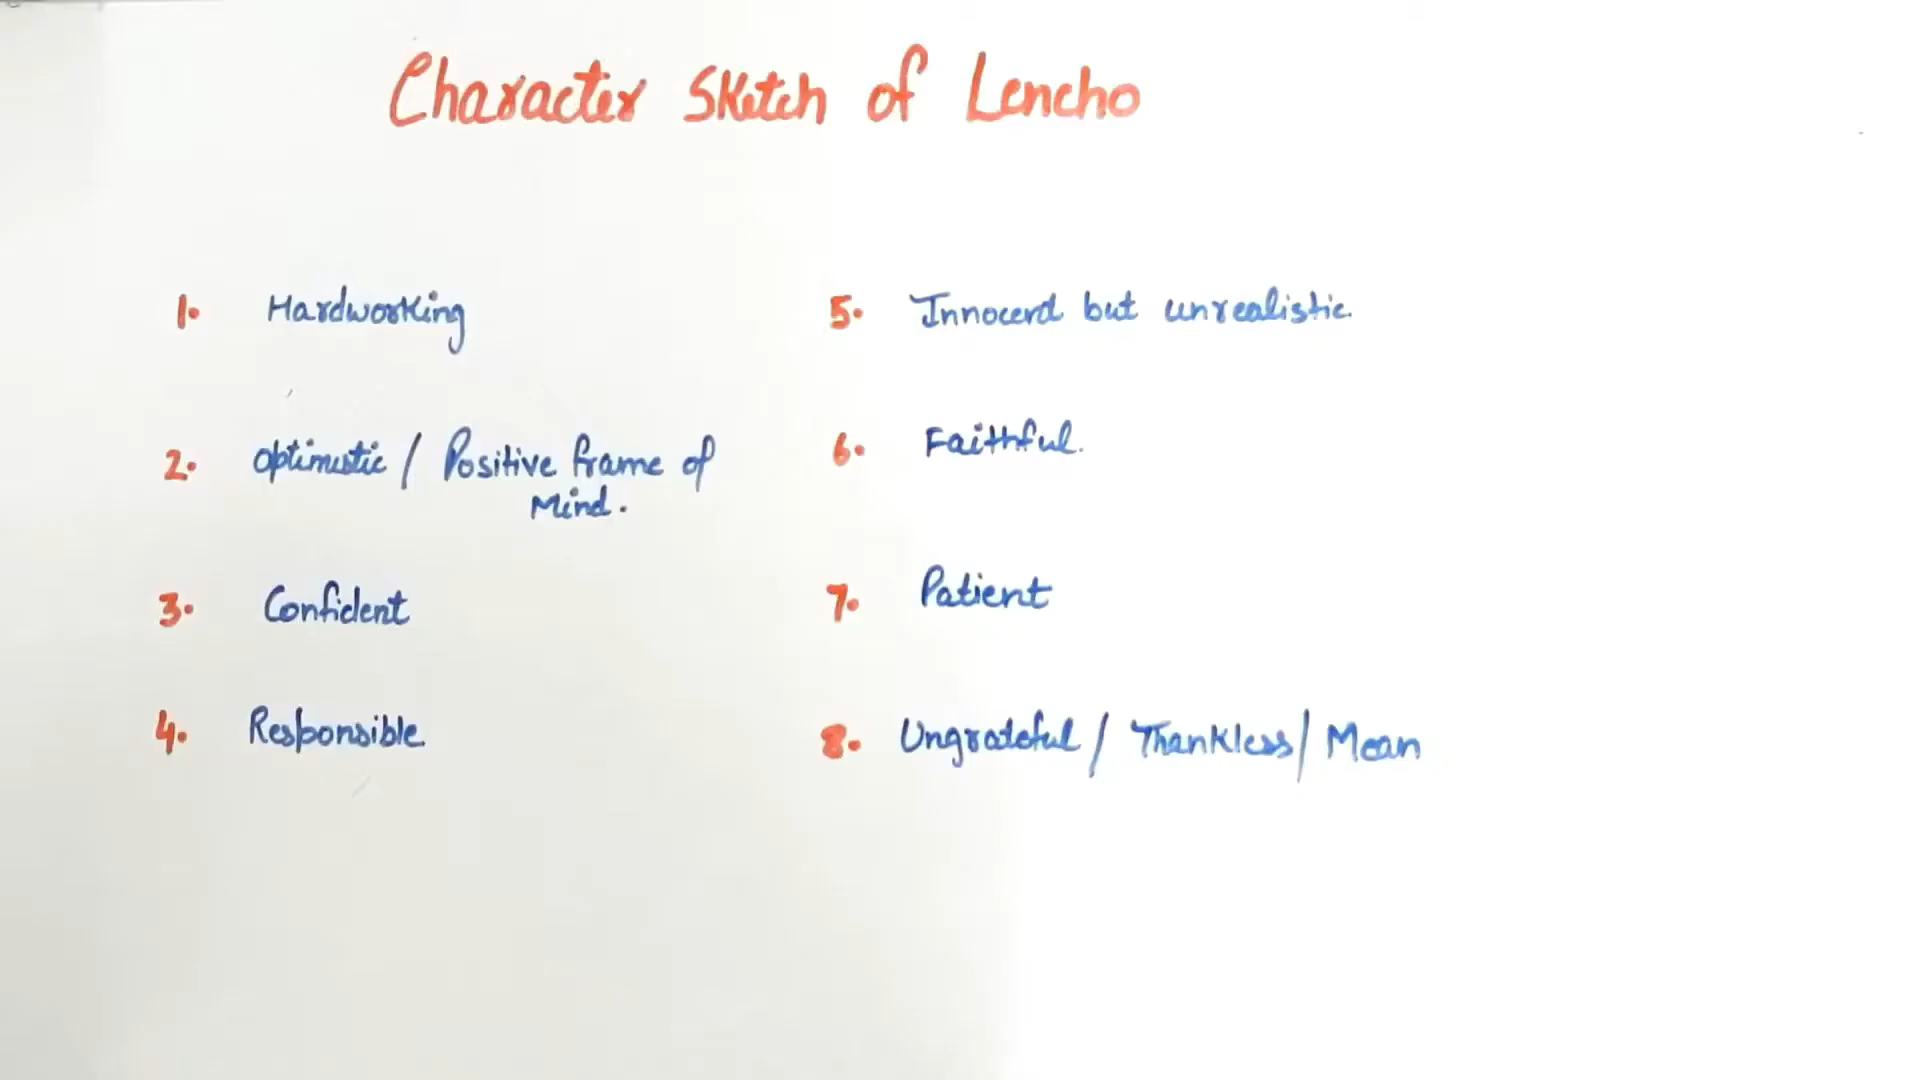 Character Sketch of Lencho
1. Hardworking
2. Optimistic / Positive frame of
Mind.
3. Confident
4. Responsible
5. Innocent but unrealistic.
6. Faithful.
7. Patient
8. Ungrateful / Thankless / Mean